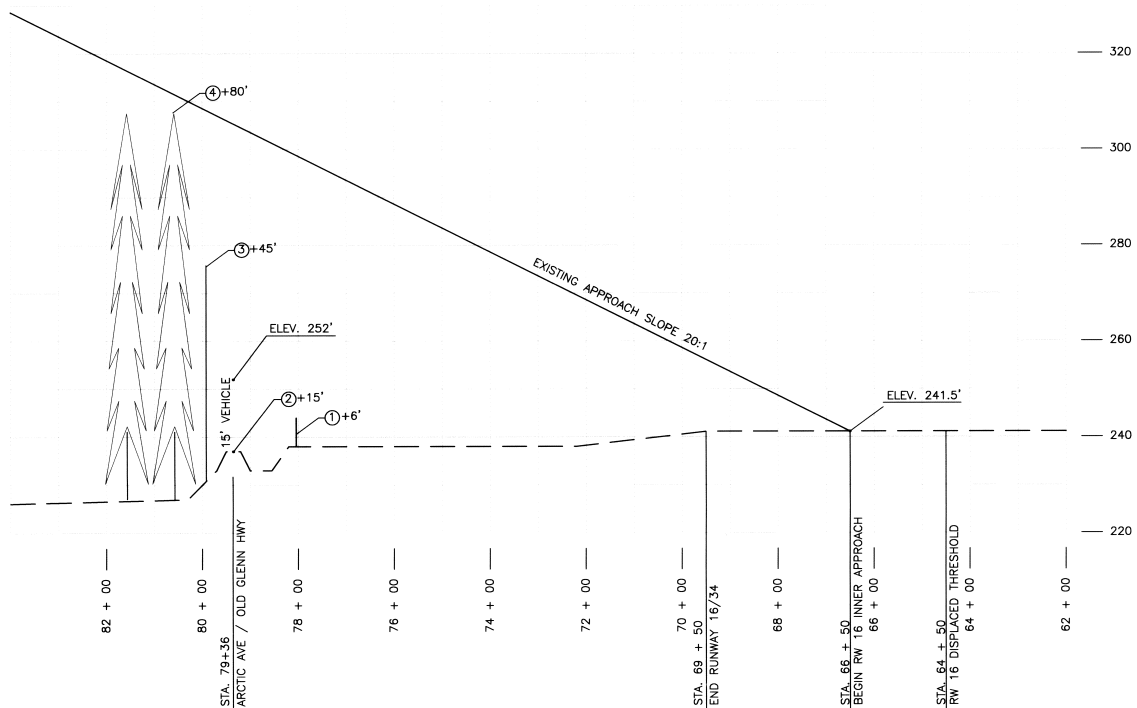 320
④+80'
300
③+45'
280
EXISTING APPROACH SLOPE 20:1
ELEV. 252'
260
15' VEHICLE
②+15'
①+6'
ELEV. 241.5'
240
220
82 + 00
80 + 00
STA. 79+36
ARCTIC AVE / OLD GLENN HWY
78 + 00
76 + 00
74 + 00
72 + 00
70 + 00
STA. 69 + 50
END RUNWAY 16/34
68 + 00
STA. 66 + 50
BEGIN RW 16 INNER APPROACH
66 + 00
STA. 64 + 50
RW 16 DISPLACED THRESHOLD
64 + 00
62 + 00